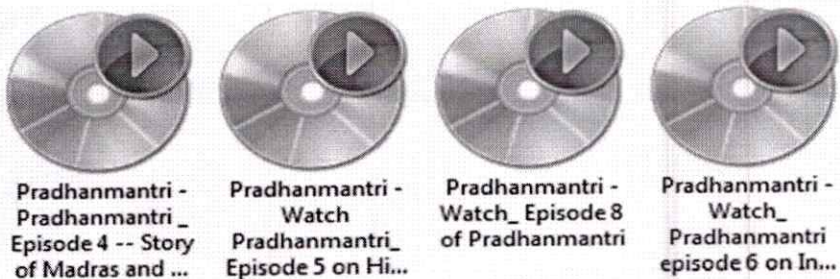 Pradhanmantri -
Pradhanmantri _
Episode 4 -- Story
of Madras and ...
Pradhanmantri -
Watch
Pradhanmantri_
Episode 5 on Hi...
Pradhanmantri -
Watch_ Episode 8
of Pradhanmantri
Pradhanmantri -
Watch_
Pradhanmantri
episode 6 on In...